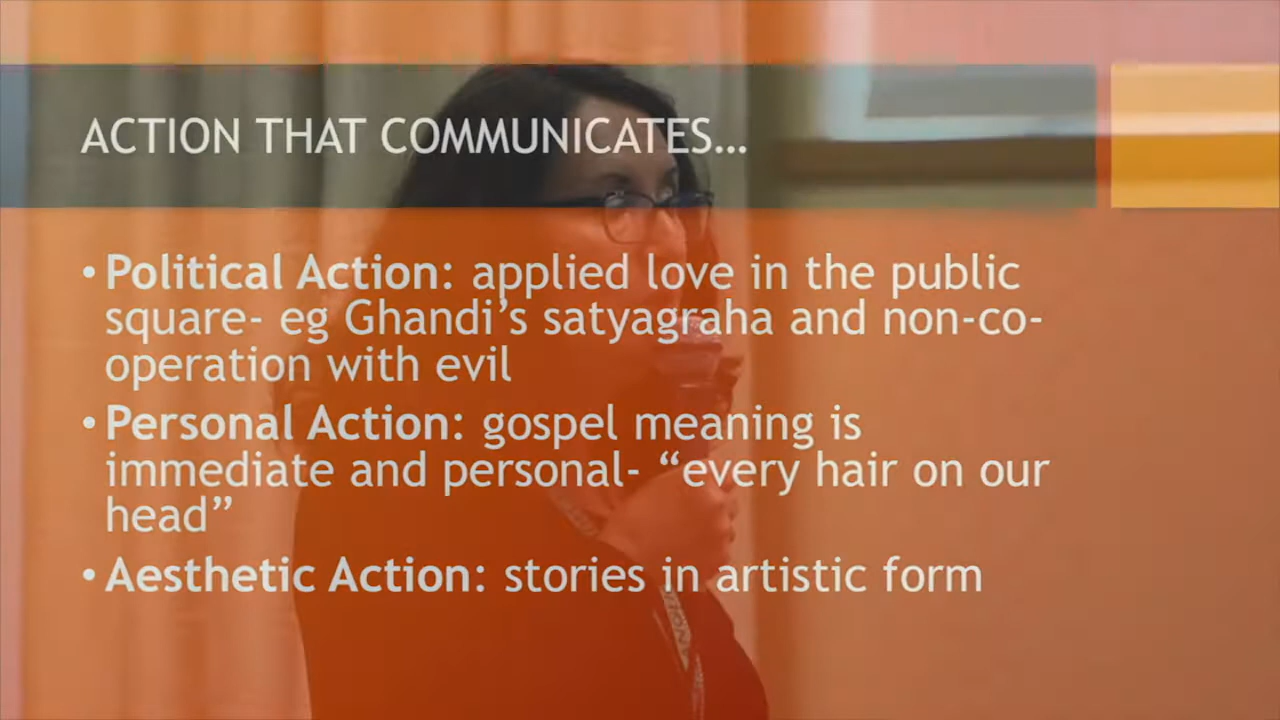 ACTION THAT COMMUNICATES…
• Political Action: applied love in the public
square- eg Ghandi’s satyagraha and non-co-
operation with evil
• Personal Action: gospel meaning is
immediate and personal- “every hair on our
head”
• Aesthetic Action: stories in artistic form